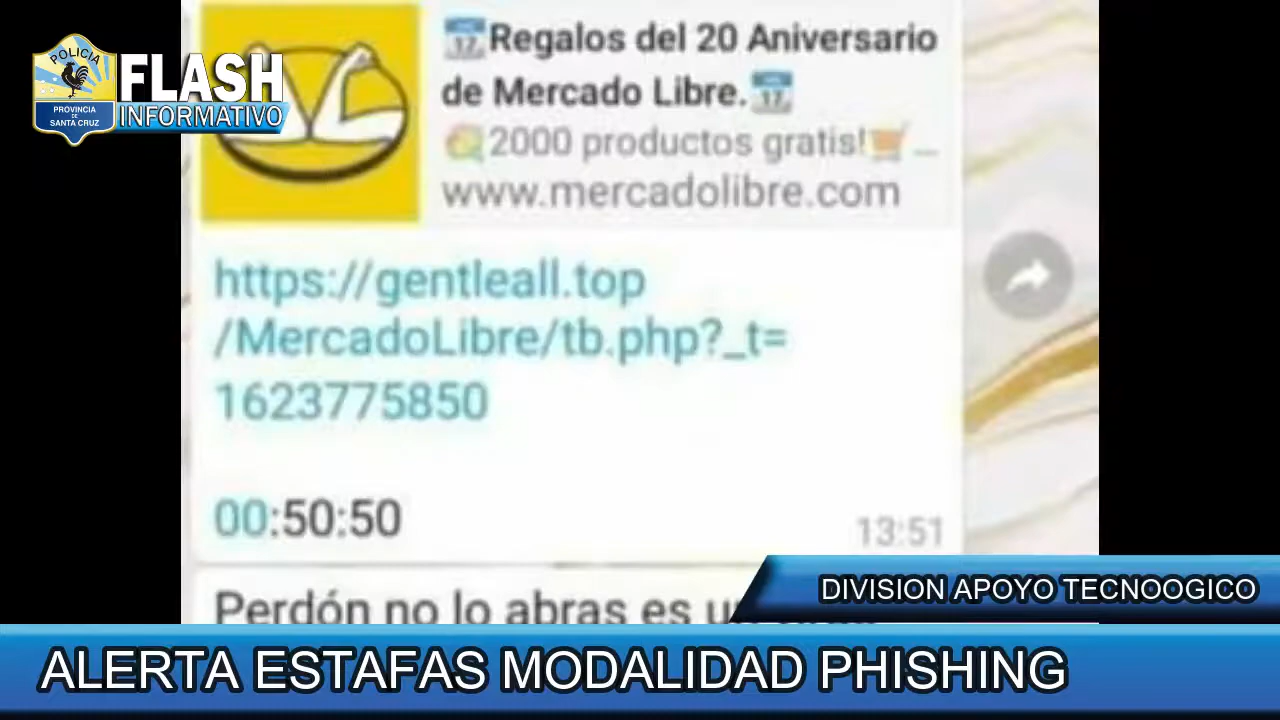 POLICIA
PROVINCIA
DE
SANTA CRUZ
FLASH
INFORMATIVO
📆Regalos del 20 Aniversario
de Mercado Libre.📆
2000 productos gratis!🛒...
www.mercadolibre.com
https://gentleall.top
/MercadoLibre/tb.php?_t=
1623775850
00:50:50
13:51
Perdón no lo abras es
DIVISION APOYO TECNOOGICO
ALERTA ESTAFAS MODALIDAD PHISHING